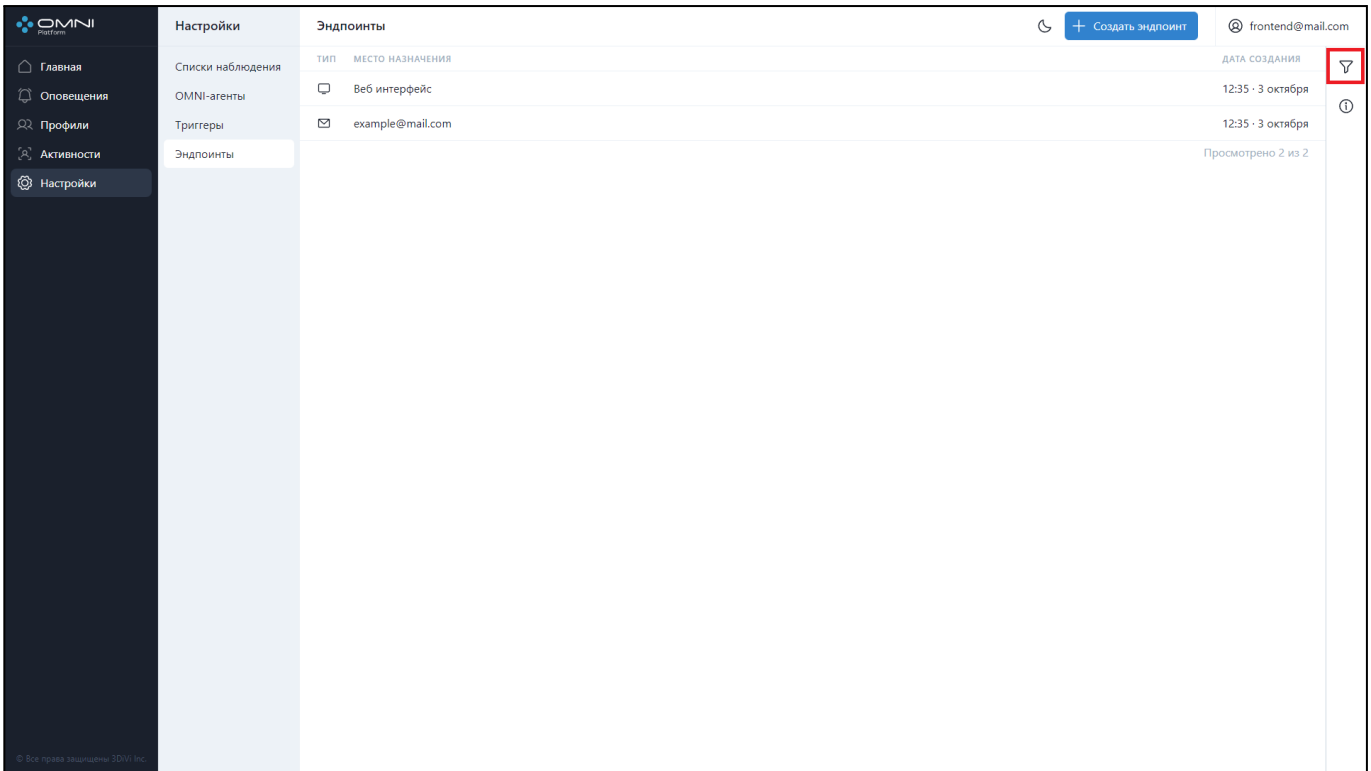 OMNI
Platform
Главная
Оповещения
Профили
Активности
Настройки
© Все права защищены 3DiVi Inc.
Настройки
Списки наблюдения
OMNI-агенты
Триггеры
Эндпоинты
Эндпоинты
Создать эндпоинт
frontend@mail.com
ТИП МЕСТО НАЗНАЧЕНИЯ ДАТА СОЗДАНИЯ
Веб интерфейс 12:35 · 3 октября
example@mail.com 12:35 · 3 октября
Просмотрено 2 из 2